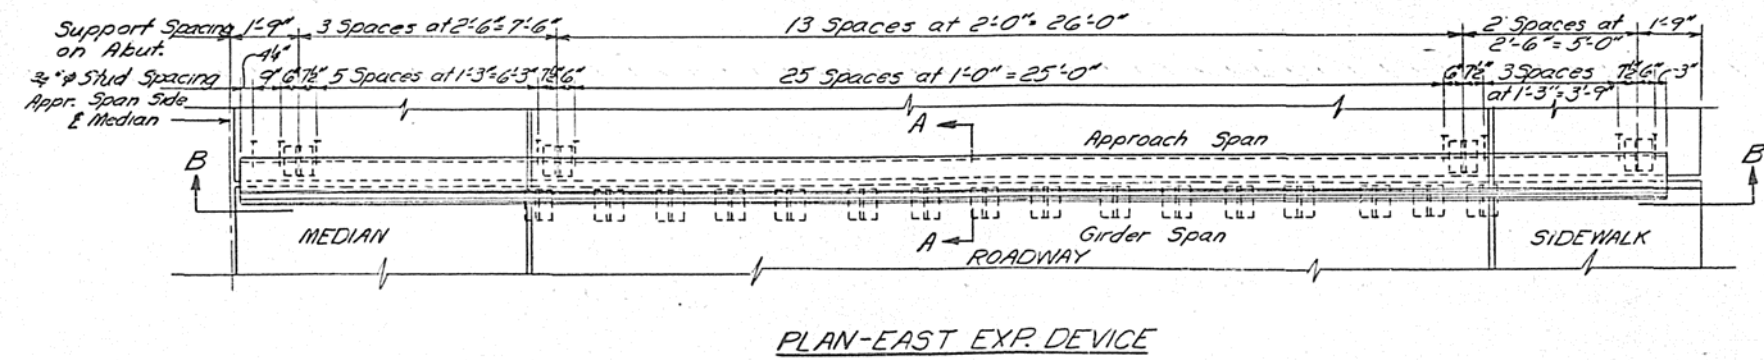 Support Spacing on Abut.
1'-9"
3 Spaces at 2'-6" = 7'-6"
13 Spaces at 2'-0" = 26'-0"
2 Spaces at
2'-6" = 5'-0"
1'-9"
4¼"
¾"ϕ Stud Spacing
Appr. Span Side
9" 6" 7½" 5 Spaces at 1'-3" = 6'-3" 7½" 6" 25 Spaces at 1'-0" = 25'-0" 6" 7½" 3 Spaces 7½" 6" 3"
at 1'-3" = 3'-9"
℄ Median
A
Approach Span
B
B
MEDIAN
A
Girder Span
ROADWAY
SIDEWALK
PLAN-EAST EXP. DEVICE